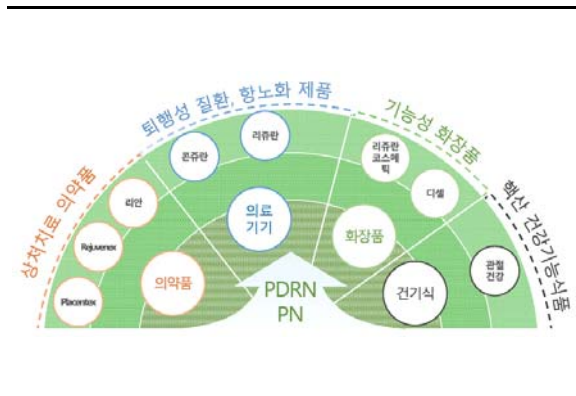 상처치료 의약품
퇴행성 질환, 항노화 제품
기능성 화장품
핵산 건강기능식품
Placentex
Rejuvenex
리안
콘쥬란
리쥬란
리쥬란
코스메
틱
디셀
관절
건강
의약품
의료
기기
화장품
건기식
PDRN
PN